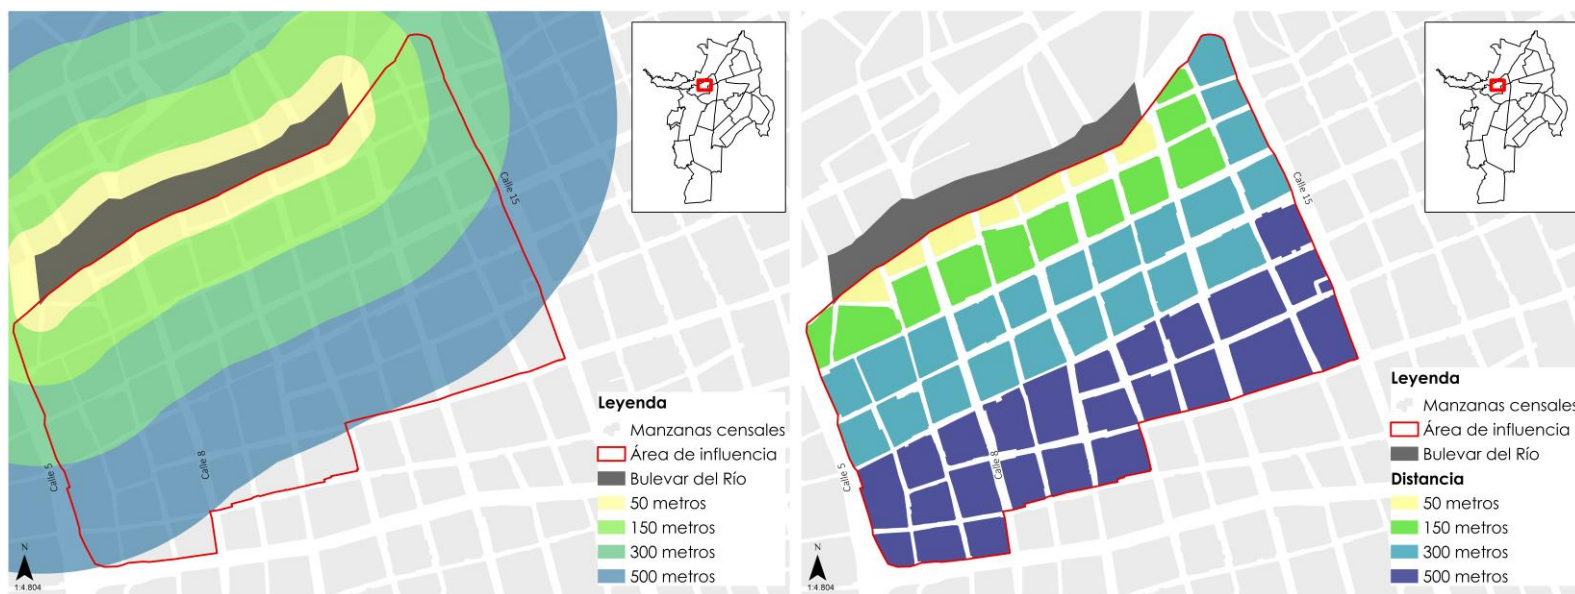 Calle 15
Calle 8
Calle 5
Leyenda
Manzanas censales
Área de influencia
Bulevar del Río
50 metros
150 metros
300 metros
500 metros
N
1:4.804
Calle 15
Calle 8
Calle 5
Leyenda
Manzanas censales
Área de influencia
Bulevar del Río
Distancia
50 metros
150 metros
300 metros
500 metros
N
1:4.804